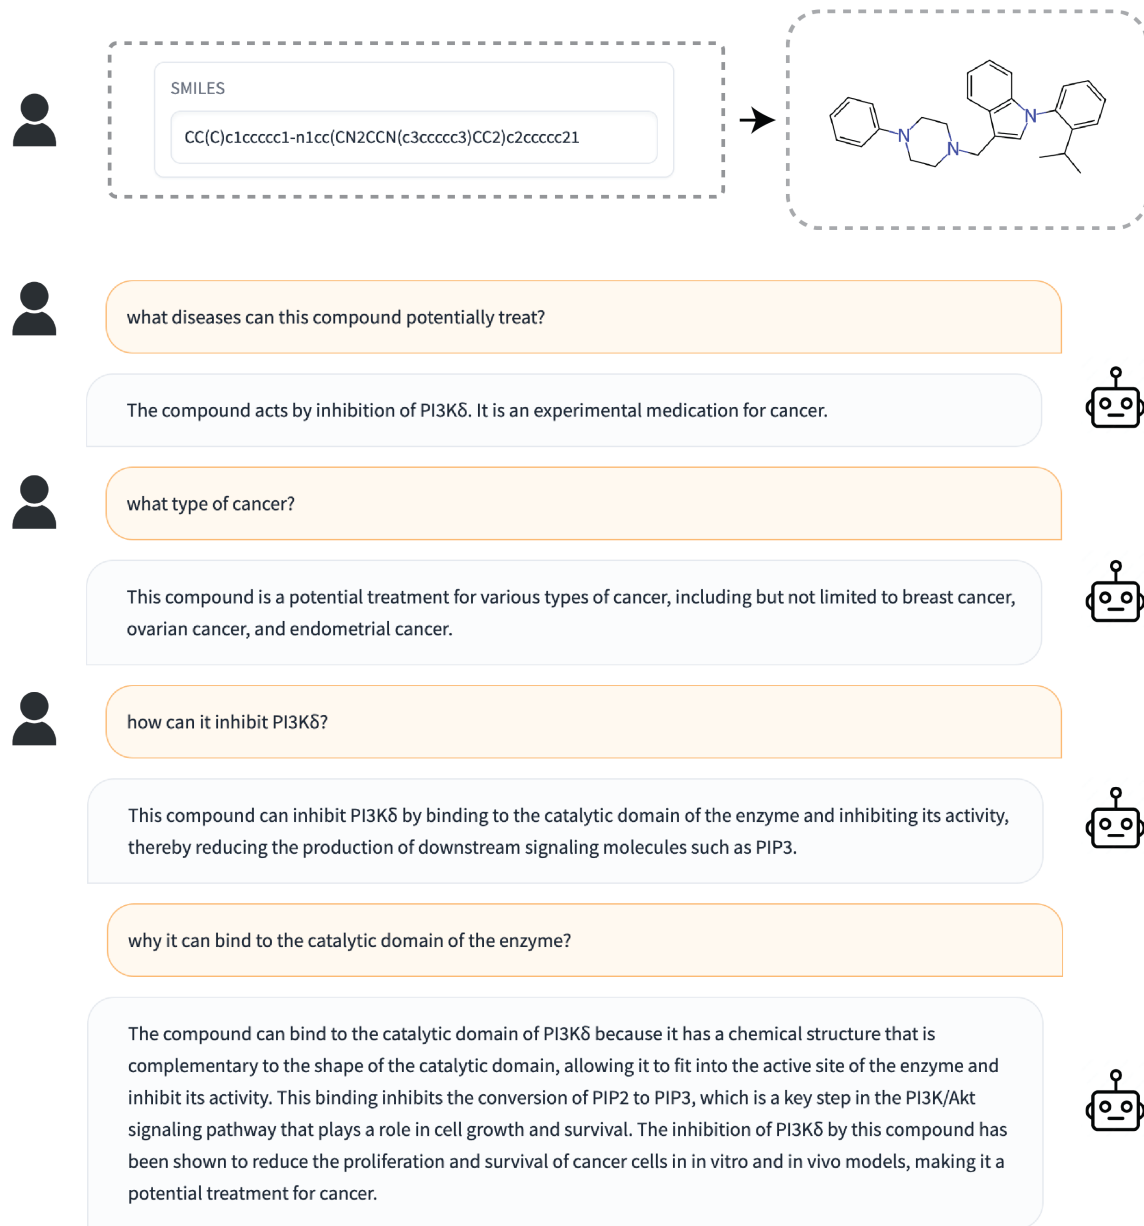 SMILES
CC(C)c1ccccc1-n1cc(CN2CCN(c3ccccc3)CC2)c2ccccc21
N
N
N
what diseases can this compound potentially treat?
The compound acts by inhibition of PI3Kδ. It is an experimental medication for cancer.
what type of cancer?
This compound is a potential treatment for various types of cancer, including but not limited to breast cancer,
ovarian cancer, and endometrial cancer.
how can it inhibit PI3Kδ?
This compound can inhibit PI3Kδ by binding to the catalytic domain of the enzyme and inhibiting its activity,
thereby reducing the production of downstream signaling molecules such as PIP3.
why it can bind to the catalytic domain of the enzyme?
The compound can bind to the catalytic domain of PI3Kδ because it has a chemical structure that is
complementary to the shape of the catalytic domain, allowing it to fit into the active site of the enzyme and
inhibit its activity. This binding inhibits the conversion of PIP2 to PIP3, which is a key step in the PI3K/Akt
signaling pathway that plays a role in cell growth and survival. The inhibition of PI3Kδ by this compound has
been shown to reduce the proliferation and survival of cancer cells in in vitro and in vivo models, making it a
potential treatment for cancer.